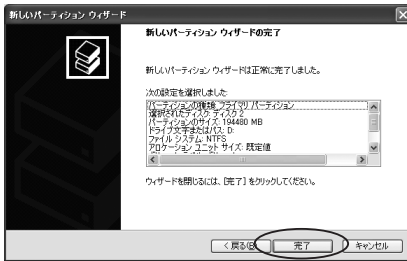 新しいパーティション ウィザード
新しいパーティション ウィザードの完了
新しいパーティション ウィザードは正常に完了しました。
次の設定を選択しました:
パーティションの種類: プライマリ パーティション
選択されたディスク: ディスク 2
パーティションのサイズ: 194480 MB
ドライブ文字またはパス: D:
ファイル システム: NTFS
アロケーション ユニット サイズ: 既定値
ウィザードを閉じるには、[完了] をクリックしてください。
< 戻る(B)
完了
キャンセル